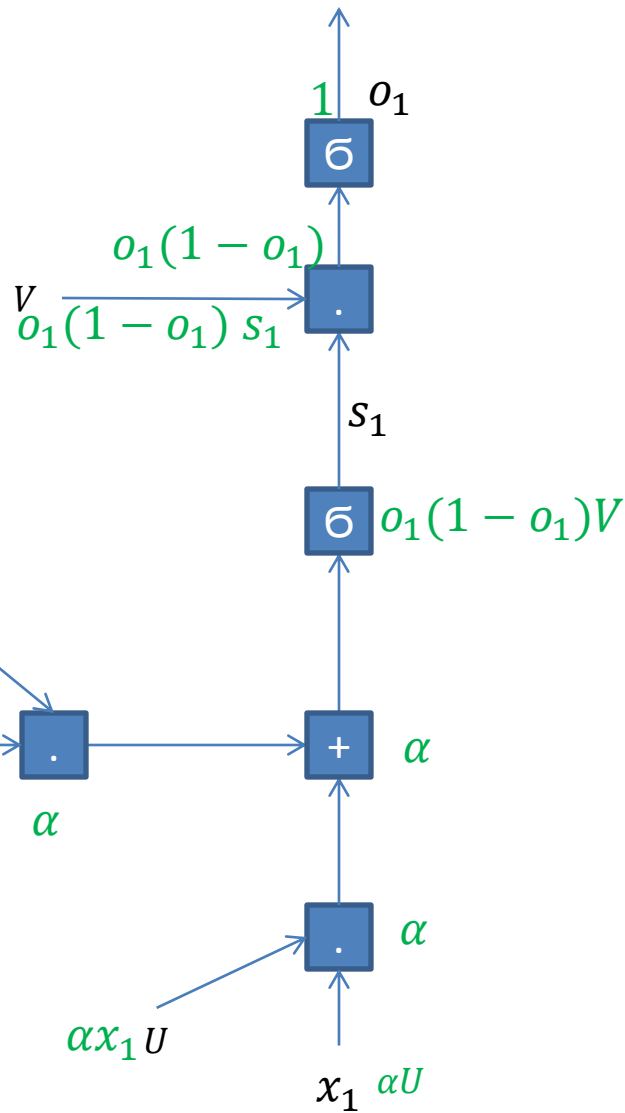 1 o₁
б
o₁(1 − o₁)
V
.
o₁(1 − o₁) s₁
s₁
б o₁(1 − o₁)V
. + α
α
. α
αx₁ U
x₁ αU